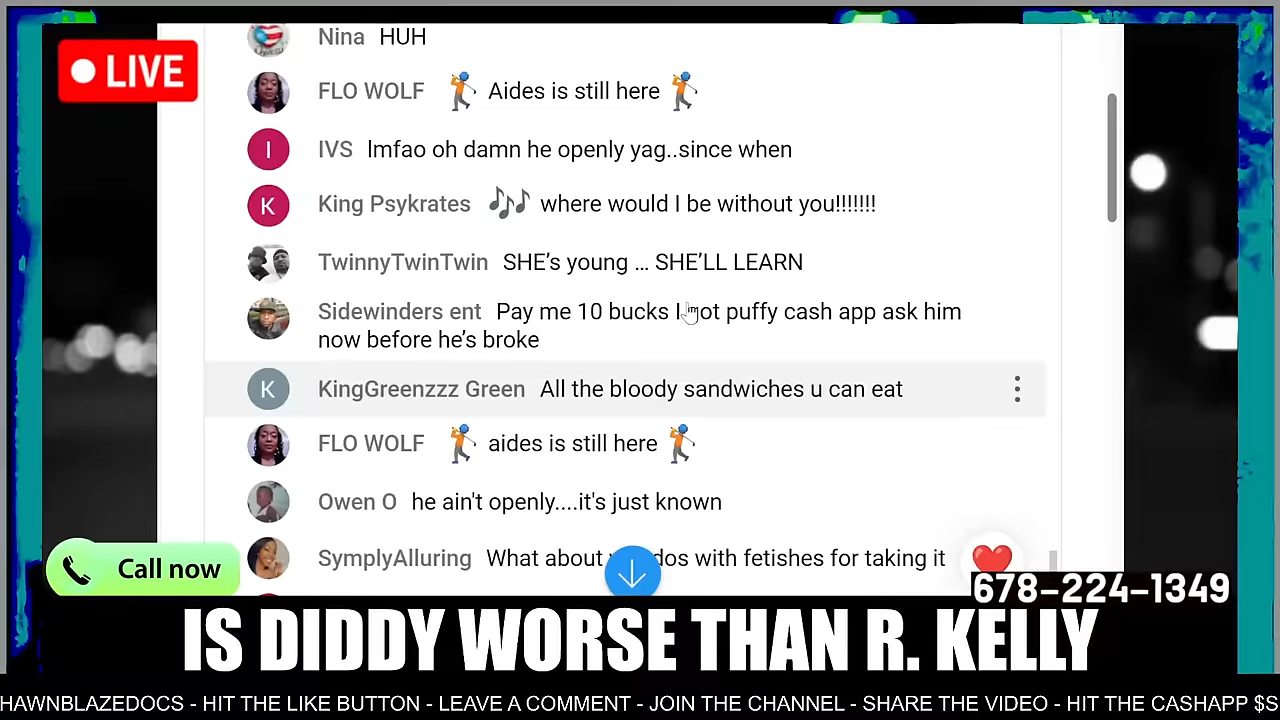 Nina HUH
LIVE
FLO WOLF Aides is still here
I IVS lmfao oh damn he openly yag..since when
K King Psykrates where would I be without you!!!!!!!
TwinnyTwinTwin SHE’s young ... SHE’LL LEARN
Sidewinders ent Pay me 10 bucks I got puffy cash app ask him
now before he’s broke
K KingGreenzzz Green All the bloody sandwiches u can eat
FLO WOLF aides is still here
Owen O he ain't openly....it's just known
SymplyAlluring What about with fetishes for taking it
Call now
678-224-1349
IS DIDDY WORSE THAN R. KELLY
HAWNBLAZEDOCS - HIT THE LIKE BUTTON - LEAVE A COMMENT - JOIN THE CHANNEL - SHARE THE VIDEO - HIT THE CASHAPP $S